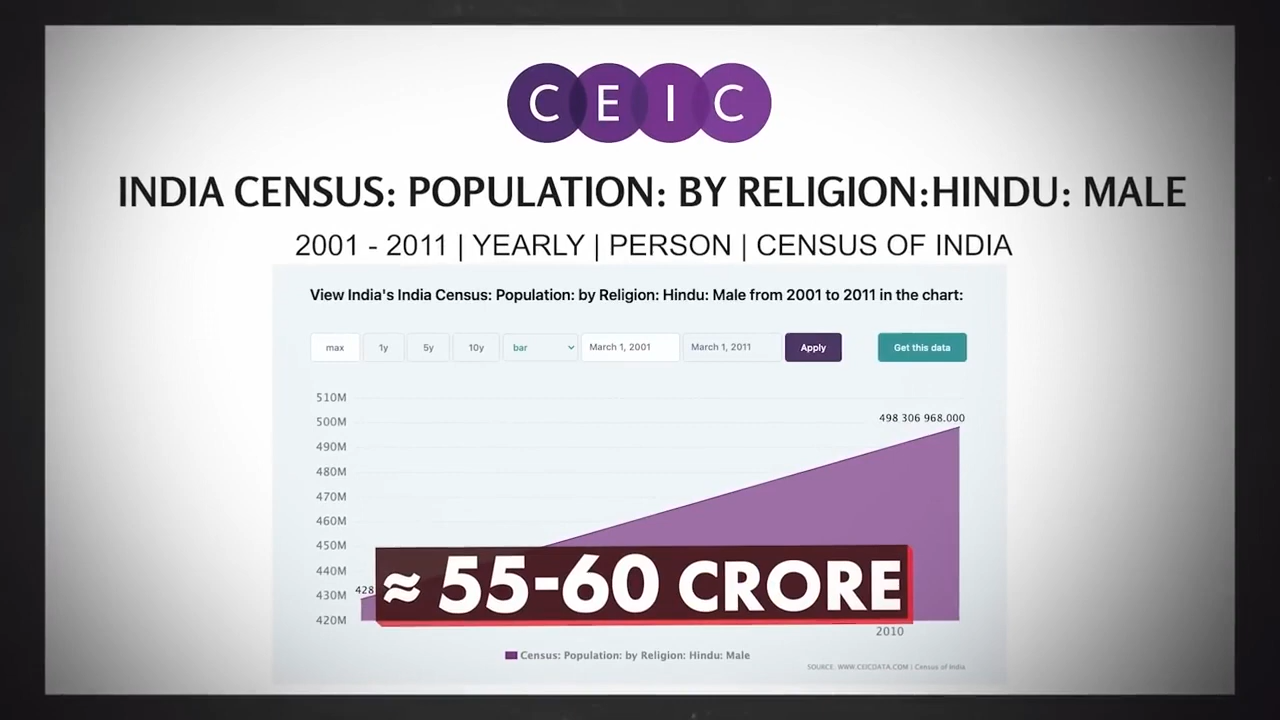 CEIC
INDIA CENSUS: POPULATION: BY RELIGION:HINDU: MALE
2001 - 2011 | YEARLY | PERSON | CENSUS OF INDIA
View India's India Census: Population: by Religion: Hindu: Male from 2001 to 2011 in the chart:
max 1y 5y 10y bar March 1, 2001 March 1, 2011 Apply Get this data
510M
498 306 968.000
500M
490M
480M
470M
460M
450M
440M
428
430M
≈ 55-60 CRORE
420M
2010
Census: Population: by Religion: Hindu: Male
SOURCE: WWW.CEICDATA.COM | Census of India